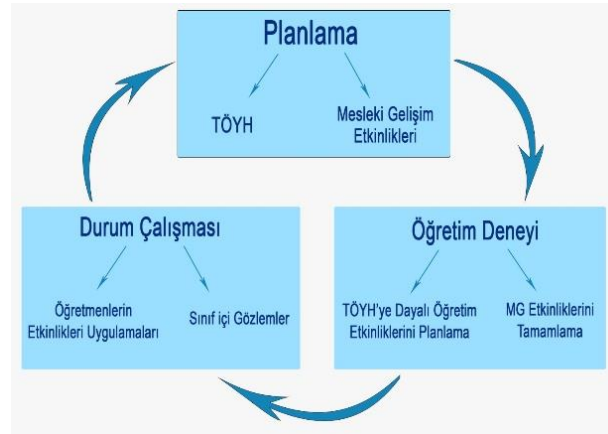 Planlama
TÖYH
Mesleki Gelişim
Etkinlikleri
Durum Çalışması
Öğretmenlerin
Etkinlikleri Uygulamaları
Sınıf içi Gözlemler
Öğretim Deneyi
TÖYH'ye Dayalı Öğretim
Etkinliklerini Planlama
MG Etkinliklerini
Tamamlama